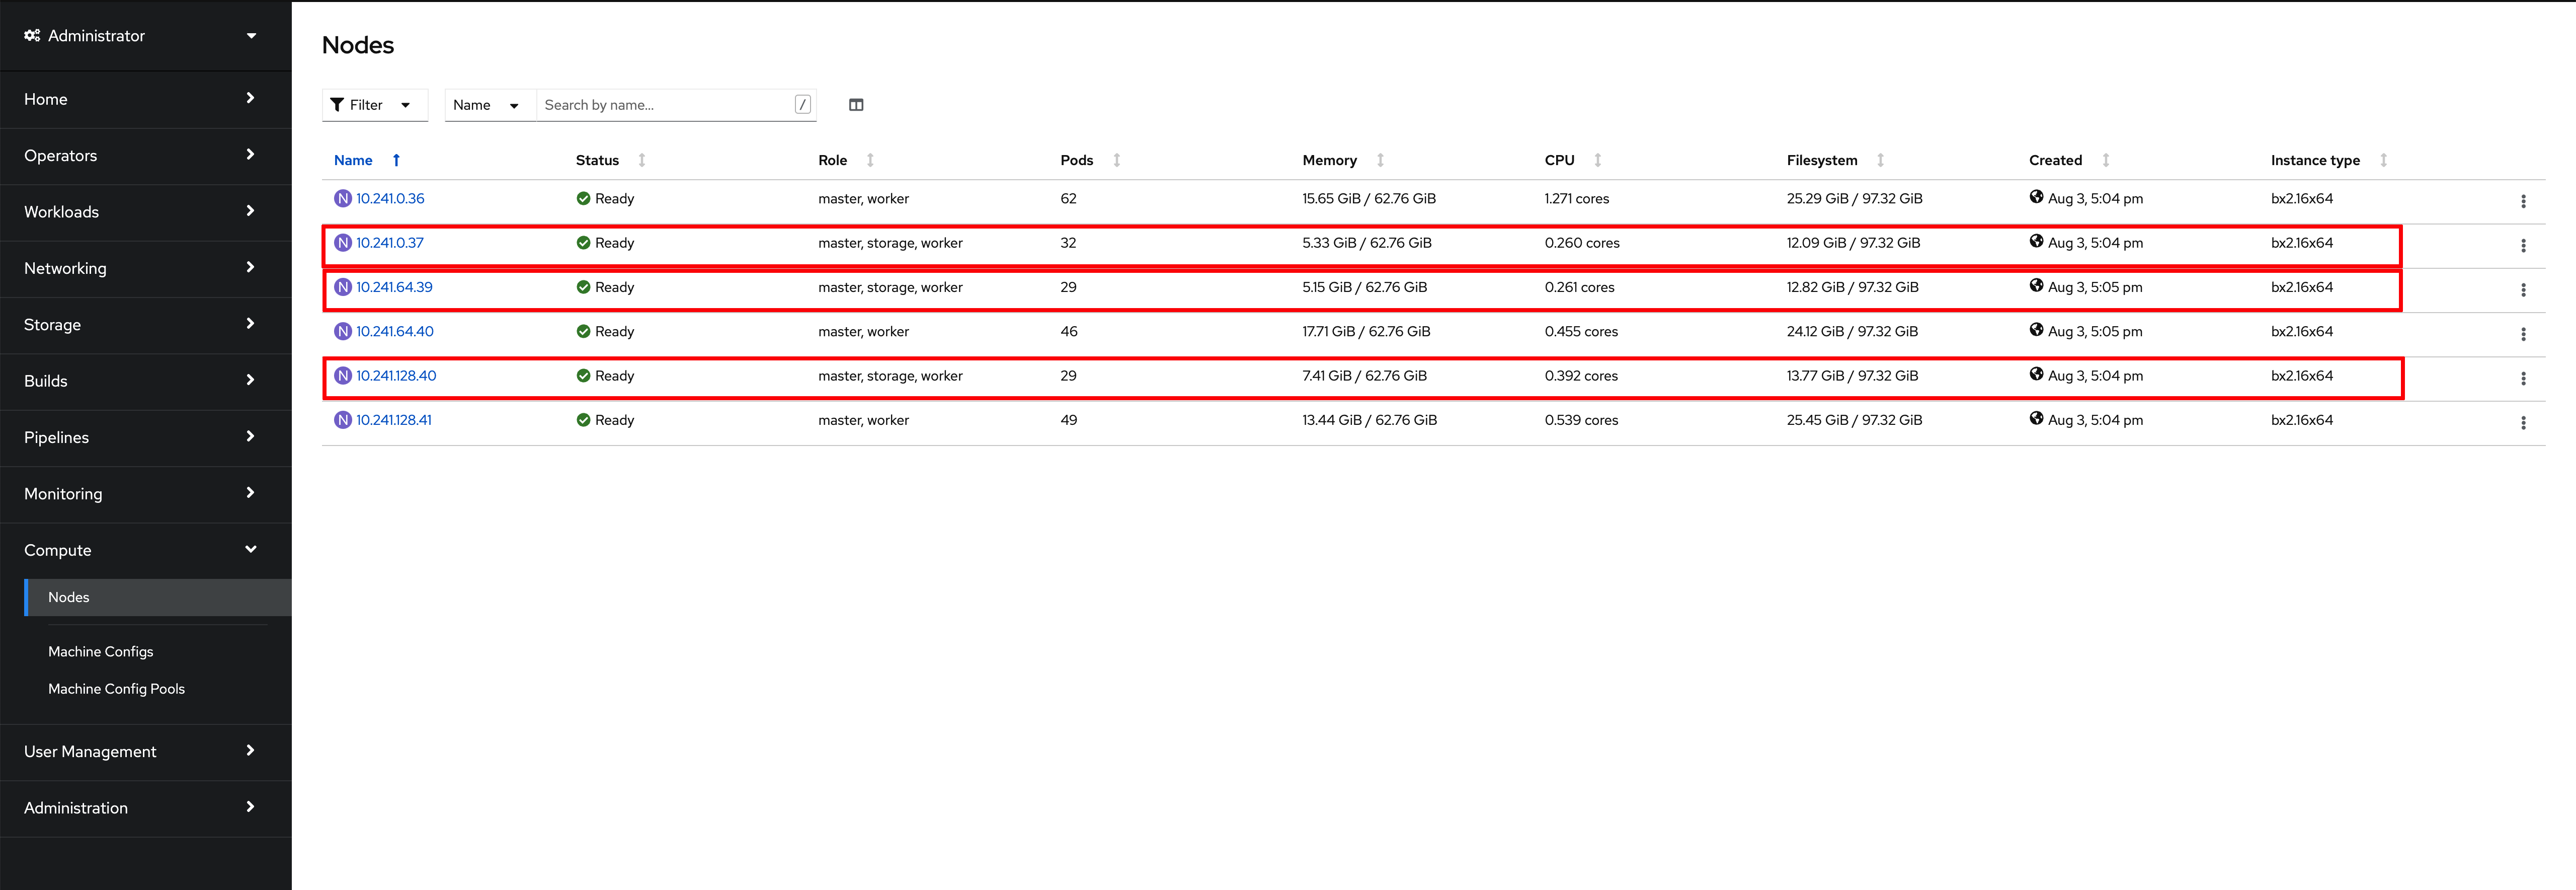 Administrator
Home
Operators
Workloads
Networking
Storage
Builds
Pipelines
Monitoring
Compute
Nodes
Machine Configs
Machine Config Pools
User Management
Administration
Nodes
Filter Name Search by name... /
Name Status Role Pods Memory CPU Filesystem Created Instance type
N 10.241.0.36 Ready master, worker 62 15.65 GiB / 62.76 GiB 1.271 cores 25.29 GiB / 97.32 GiB Aug 3, 5:04 pm bx2.16x64
N 10.241.0.37 Ready master, storage, worker 32 5.33 GiB / 62.76 GiB 0.260 cores 12.09 GiB / 97.32 GiB Aug 3, 5:04 pm bx2.16x64
N 10.241.64.39 Ready master, storage, worker 29 5.15 GiB / 62.76 GiB 0.261 cores 12.82 GiB / 97.32 GiB Aug 3, 5:05 pm bx2.16x64
N 10.241.64.40 Ready master, worker 46 17.71 GiB / 62.76 GiB 0.455 cores 24.12 GiB / 97.32 GiB Aug 3, 5:05 pm bx2.16x64
N 10.241.128.40 Ready master, storage, worker 29 7.41 GiB / 62.76 GiB 0.392 cores 13.77 GiB / 97.32 GiB Aug 3, 5:04 pm bx2.16x64
N 10.241.128.41 Ready master, worker 49 13.44 GiB / 62.76 GiB 0.539 cores 25.45 GiB / 97.32 GiB Aug 3, 5:04 pm bx2.16x64